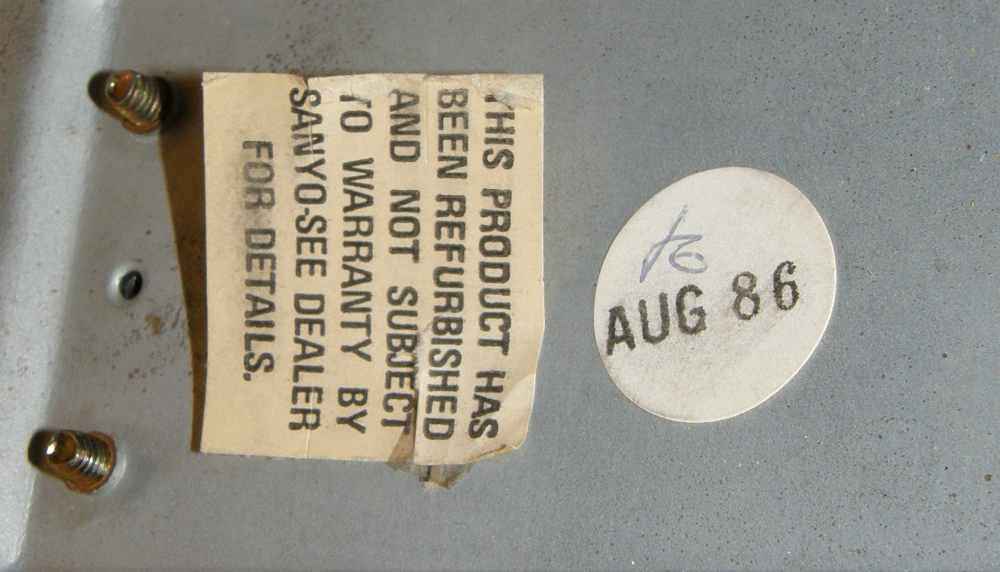 THIS PRODUCT HAS
BEEN REFURBISHED
AND NOT SUBJECT
TO WARRANTY BY
SANYO-SEE DEALER
FOR DETAILS.
AUG 86